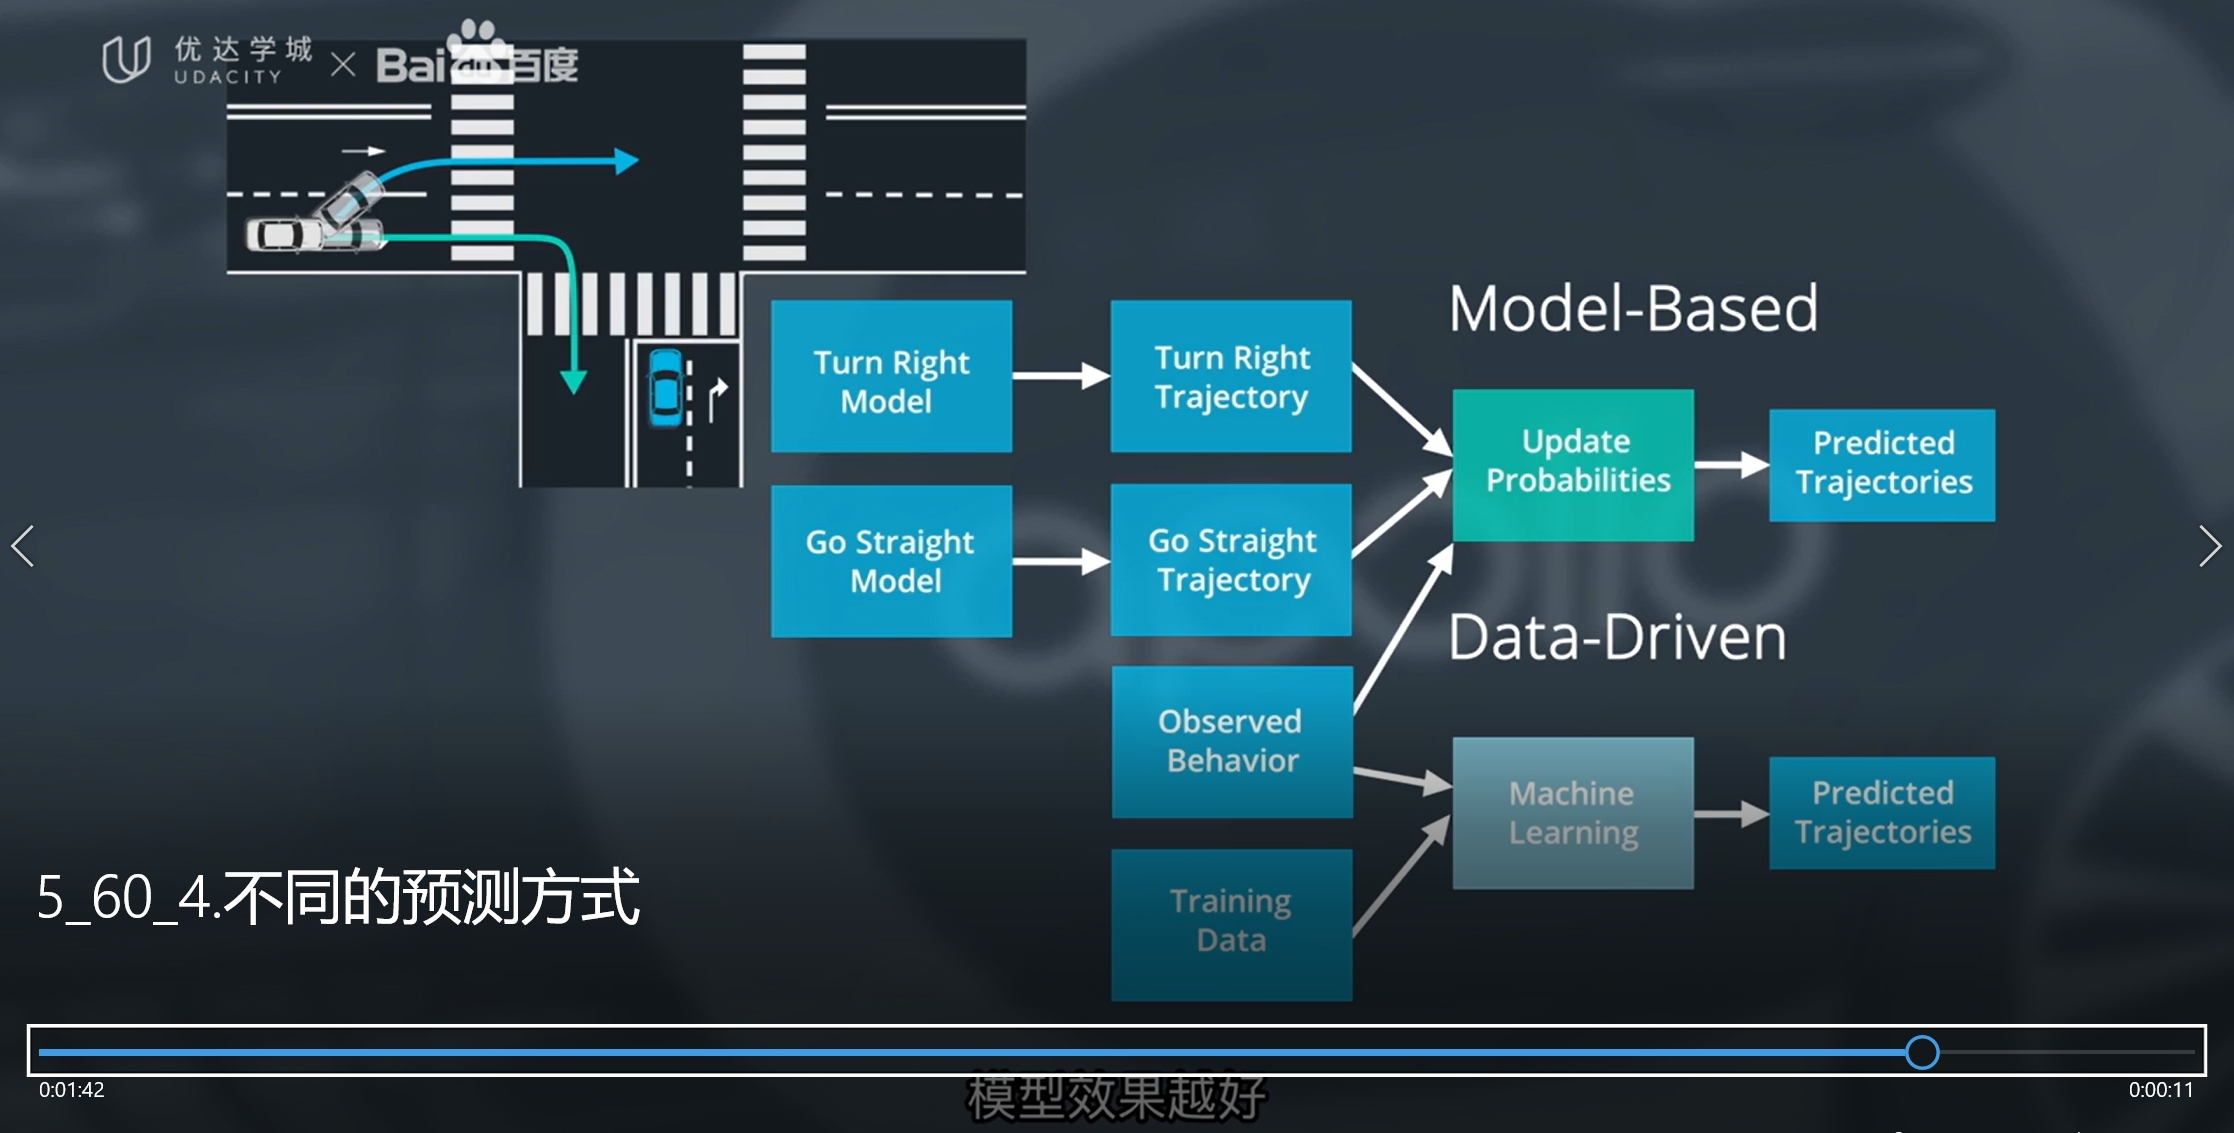 优达学城
UDACITY
×
Bai du 百度
Model-Based
Turn Right
Model
Turn Right
Trajectory
Update
Probabilities
Predicted
Trajectories
Go Straight
Model
Go Straight
Trajectory
apollo
Data-Driven
Observed
Behavior
Machine
Learning
Predicted
Trajectories
Training
Data
5_60_4.不同的预测方式
0:01:42
0:00:11
模型效果越好